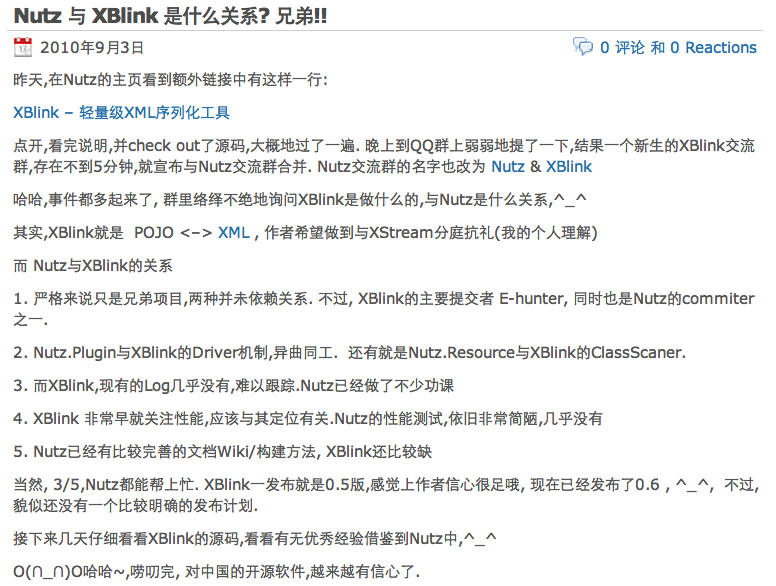 Nutz 与 XBlink 是什么关系? 兄弟!!
2010年9月3日
0 评论 和 0 Reactions
昨天,在Nutz的主页看到额外链接中有这样一行:
XBlink – 轻量级XML序列化工具
点开,看完说明,并check out了源码,大概地过了一遍. 晚上到QQ群上弱弱地提了一下,结果一个新生的XBlink交流
群,存在不到5分钟,就宣布与Nutz交流群合并. Nutz交流群的名字也改为 Nutz & XBlink
哈哈,事件都多起来了, 群里络绎不绝地询问XBlink是做什么的,与Nutz是什么关系,^_^
其实,XBlink就是 POJO <–> XML , 作者希望做到与XStream分庭抗礼(我的个人理解)
而 Nutz与XBlink的关系
1. 严格来说只是兄弟项目,两种并未依赖关系. 不过, XBlink的主要提交者 E-hunter, 同时也是Nutz的commiter
之一.
2. Nutz.Plugin与XBlink的Driver机制,异曲同工. 还有就是Nutz.Resource与XBlink的ClassScaner.
3. 而XBlink,现有的Log几乎没有,难以跟踪.Nutz已经做了不少功课
4. XBlink 非常早就关注性能,应该与其定位有关.Nutz的性能测试,依旧非常简陋,几乎没有
5. Nutz已经有比较完善的文档Wiki/构建方法, XBlink还比较缺
当然, 3/5,Nutz都能帮上忙. XBlink一发布就是0.5版,感觉上作者信心很足哦, 现在已经发布了0.6 , ^_^, 不过,
貌似还没有一个比较明确的发布计划.
接下来几天仔细看看XBlink的源码,看看有无优秀经验借鉴到Nutz中,^_^
O(∩_∩)O哈哈~,唠叨完, 对中国的开源软件,越来越有信心了.